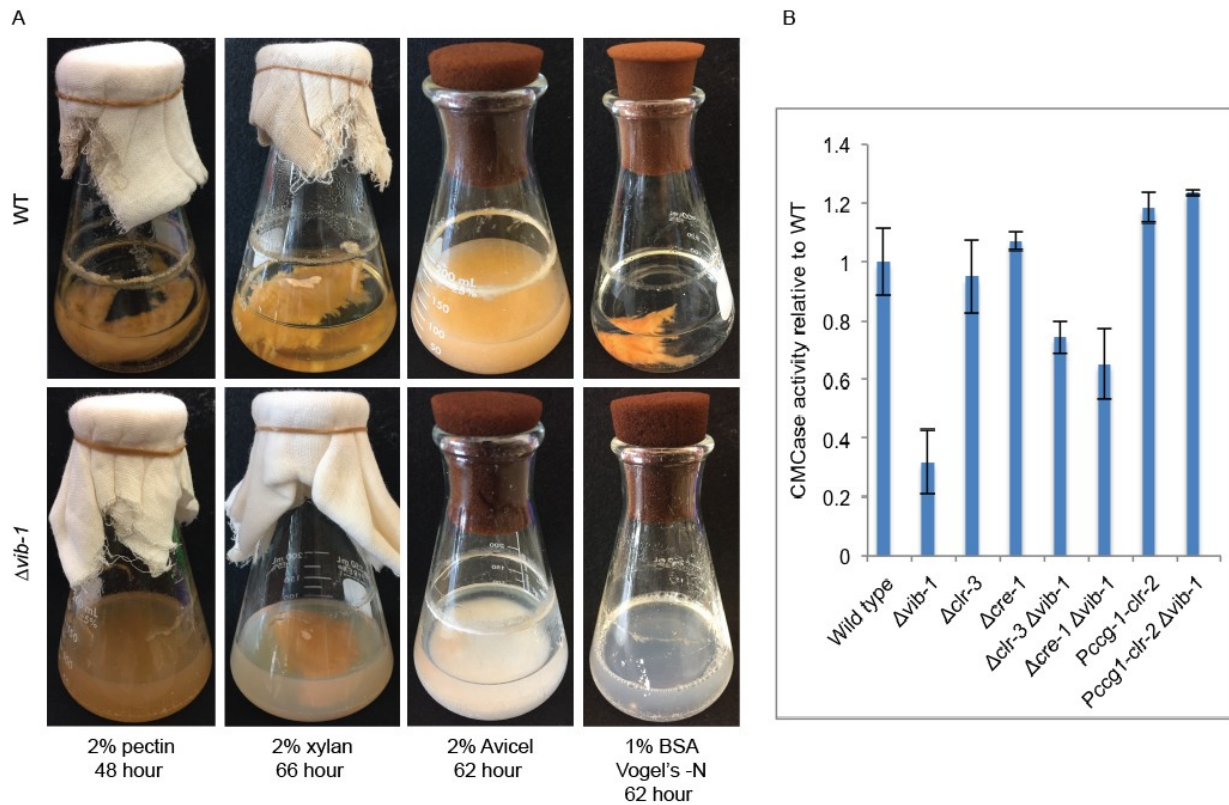 A
B
WT
Δvib-1
2% pectin
48 hour
2% xylan
66 hour
2% Avicel
62 hour
1% BSA
Vogel's -N
62 hour
150
100
50
CMCase activity relative to WT
1.4
1.2
1
0.8
0.6
0.4
0.2
0
Wild type
Δvib-1
Δclr-3
Δcre-1
Δclr-3 Δvib-1
Δcre-1 Δvib-1
Pccg-1-clr-2
Pccg1-clr-2 Δvib-1